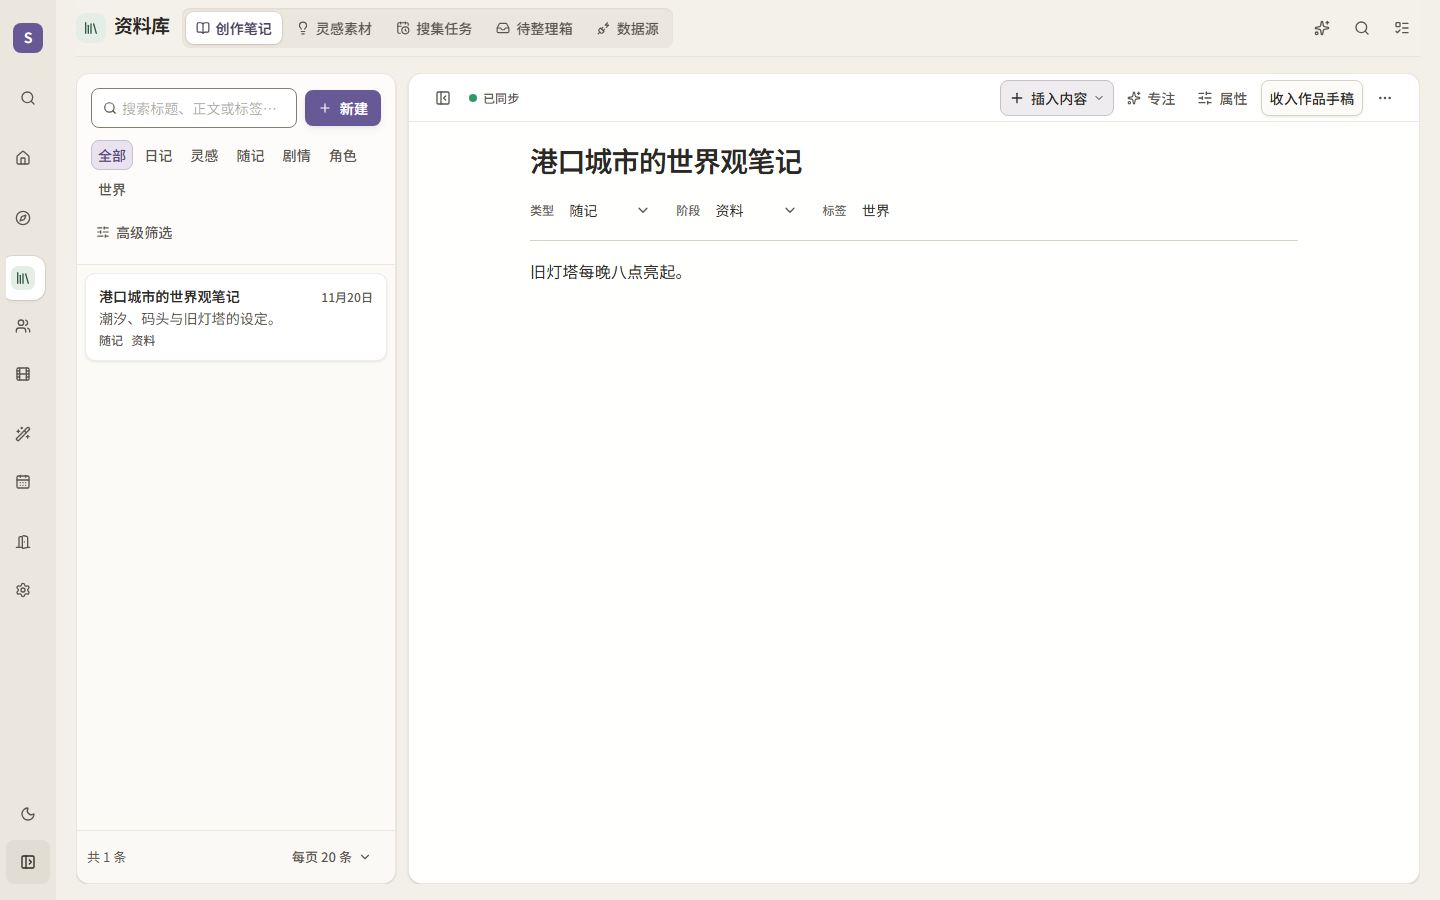 S
资料库
创作笔记
灵感素材
搜集任务
待整理箱
数据源
搜索标题、正文或标签…
新建
全部 日记 灵感 随记 剧情 角色
世界
高级筛选
港口城市的世界观笔记 11月20日
潮汐、码头与旧灯塔的设定。
随记 资料
共 1 条
每页 20 条
已同步
插入内容
专注
属性
收入作品手稿
港口城市的世界观笔记
类型 随记 阶段 资料 标签 世界
旧灯塔每晚八点亮起。